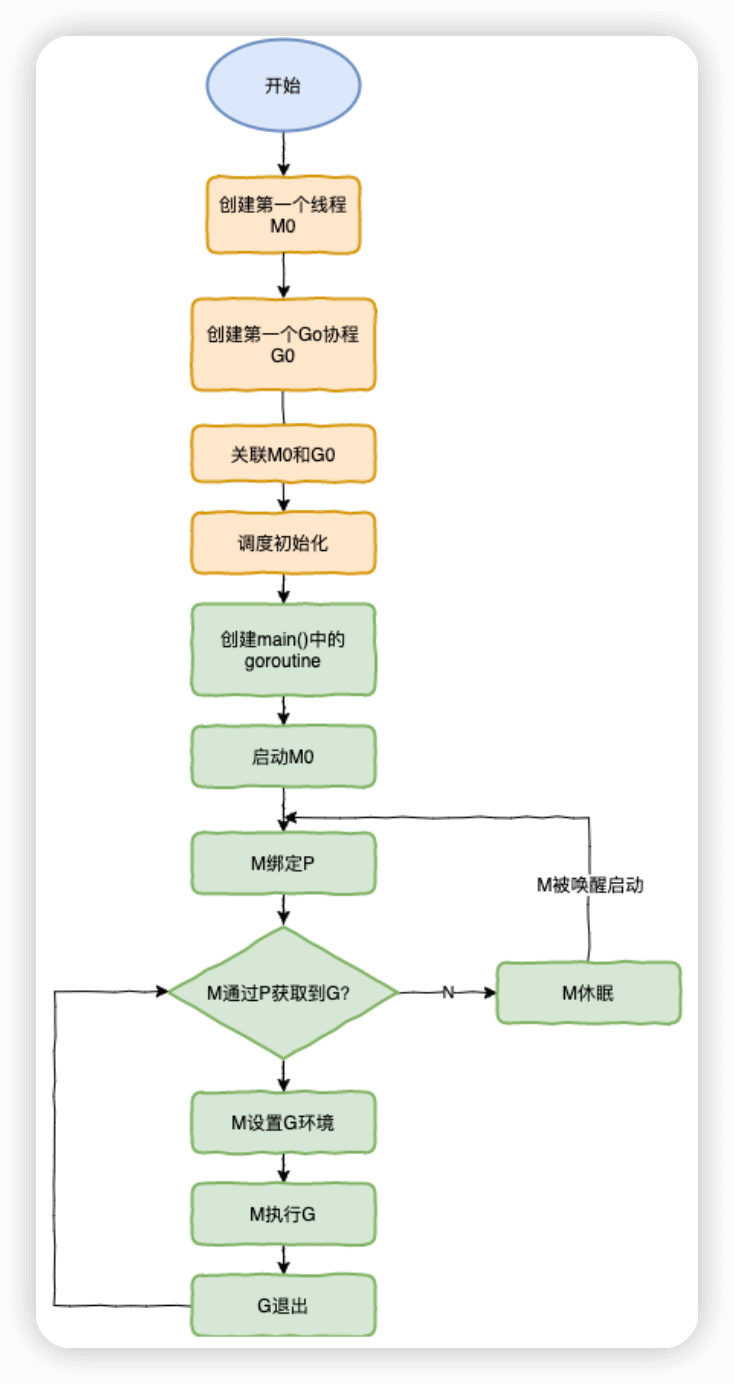 开始
创建第一个线程
M0
创建第一个Go协程
G0
关联M0和G0
调度初始化
创建main()中的
goroutine
启动M0
M绑定P
M被唤醒启动
M通过P获取到G?
N
M休眠
M设置G环境
M执行G
G退出